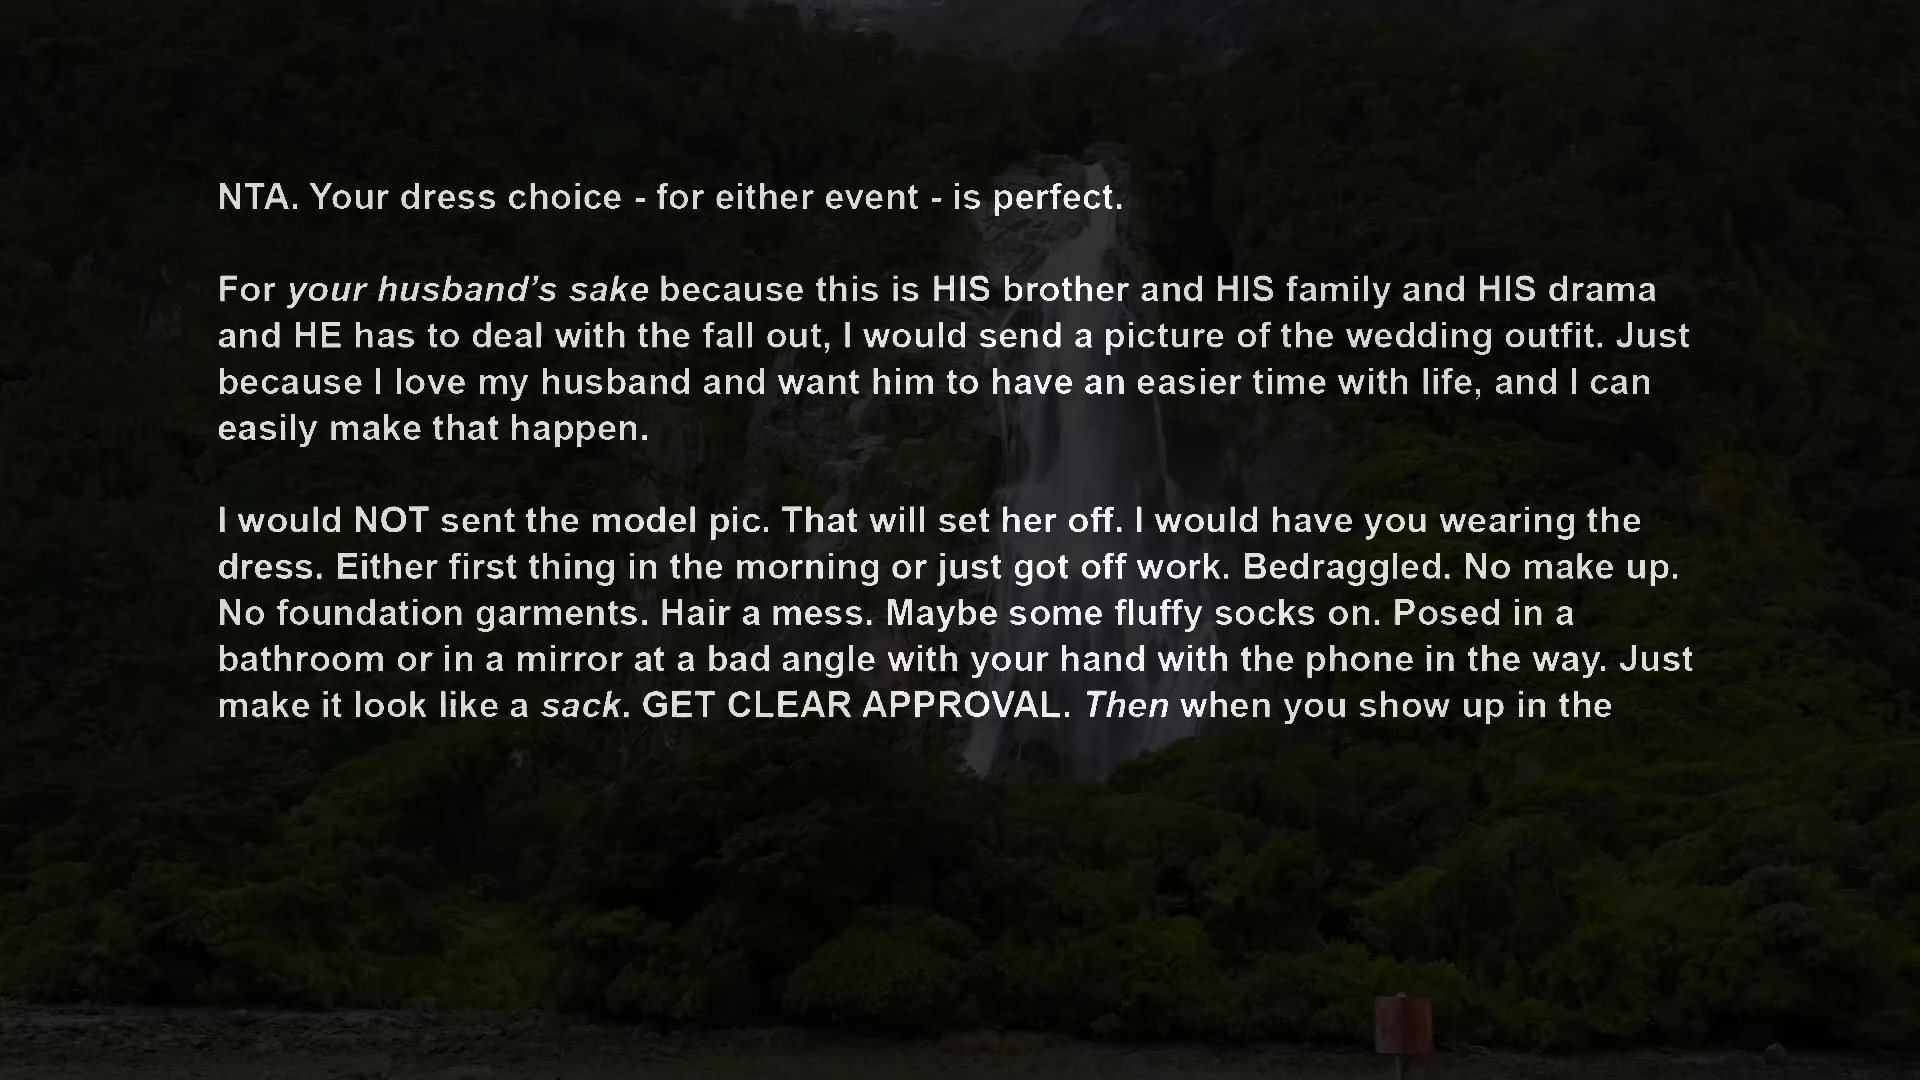 NTA. Your dress choice - for either event - is perfect.
For your husband’s sake because this is HIS brother and HIS family and HIS drama
and HE has to deal with the fall out, I would send a picture of the wedding outfit. Just
because I love my husband and want him to have an easier time with life, and I can
easily make that happen.
I would NOT sent the model pic. That will set her off. I would have you wearing the
dress. Either first thing in the morning or just got off work. Bedraggled. No make up.
No foundation garments. Hair a mess. Maybe some fluffy socks on. Posed in a
bathroom or in a mirror at a bad angle with your hand with the phone in the way. Just
make it look like a sack. GET CLEAR APPROVAL. Then when you show up in the